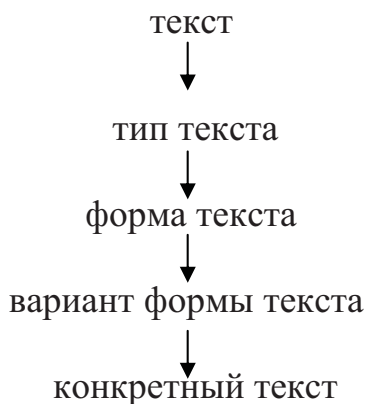 текст
тип текста
форма текста
вариант формы текста
конкретный текст